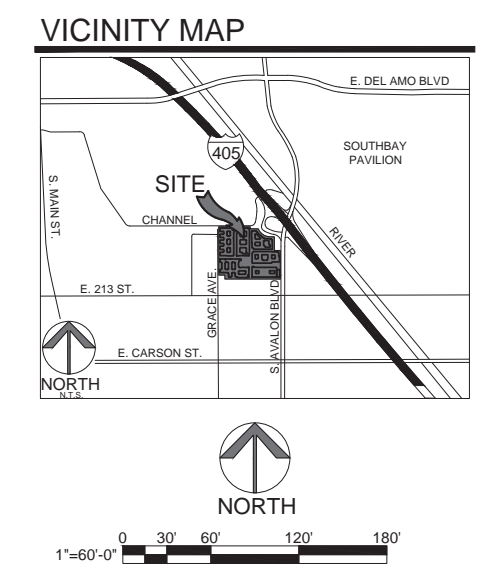 VICINITY MAP
E. DEL AMO BLVD
SOUTHBAY
PAVILION
405
SITE
S. MAIN ST.
CHANNEL
RIVER
E. 213 ST.
GRACE AVE.
S. AVALON BLVD
E. CARSON ST.
NORTH
N.T.S.
NORTH
0 30' 60' 120' 180'
1"=60'-0"